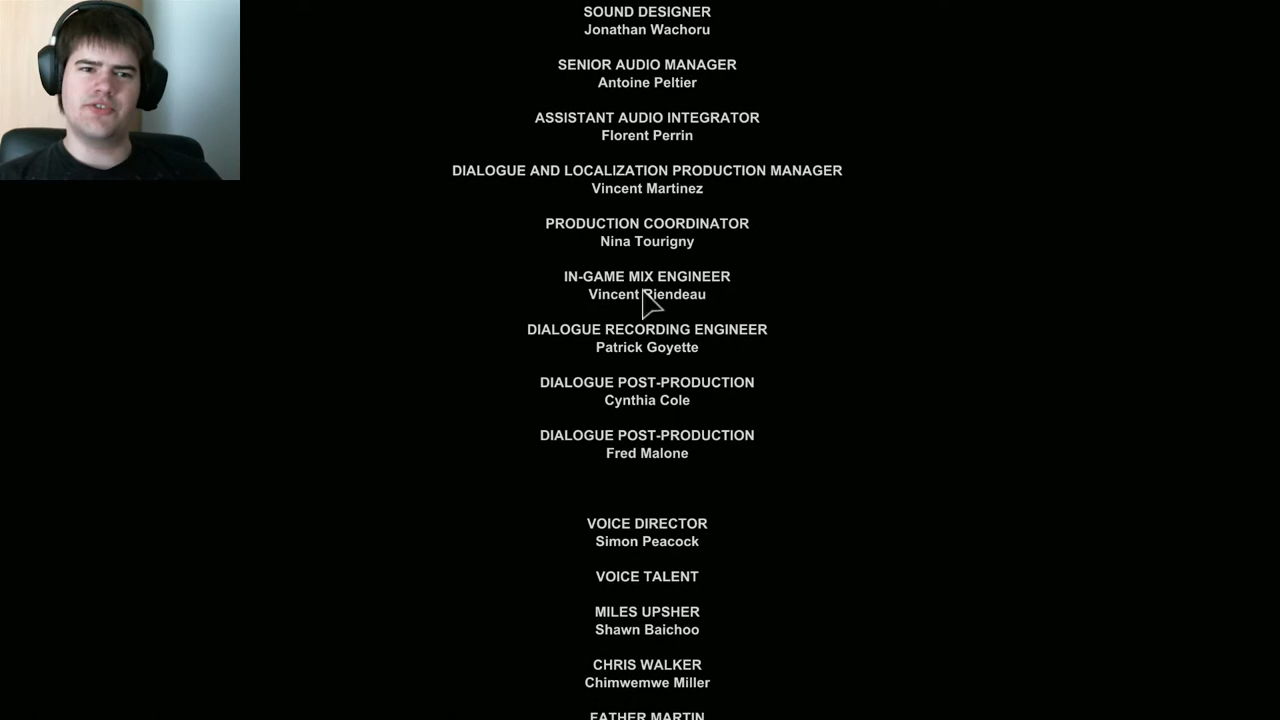 SOUND DESIGNER
Jonathan Wachoru
SENIOR AUDIO MANAGER
Antoine Peltier
ASSISTANT AUDIO INTEGRATOR
Florent Perrin
DIALOGUE AND LOCALIZATION PRODUCTION MANAGER
Vincent Martinez
PRODUCTION COORDINATOR
Nina Tourigny
IN-GAME MIX ENGINEER
Vincent Riendeau
DIALOGUE RECORDING ENGINEER
Patrick Goyette
DIALOGUE POST-PRODUCTION
Cynthia Cole
DIALOGUE POST-PRODUCTION
Fred Malone
VOICE DIRECTOR
Simon Peacock
VOICE TALENT
MILES UPSHER
Shawn Baichoo
CHRIS WALKER
Chimwemwe Miller
FATHER MARTIN